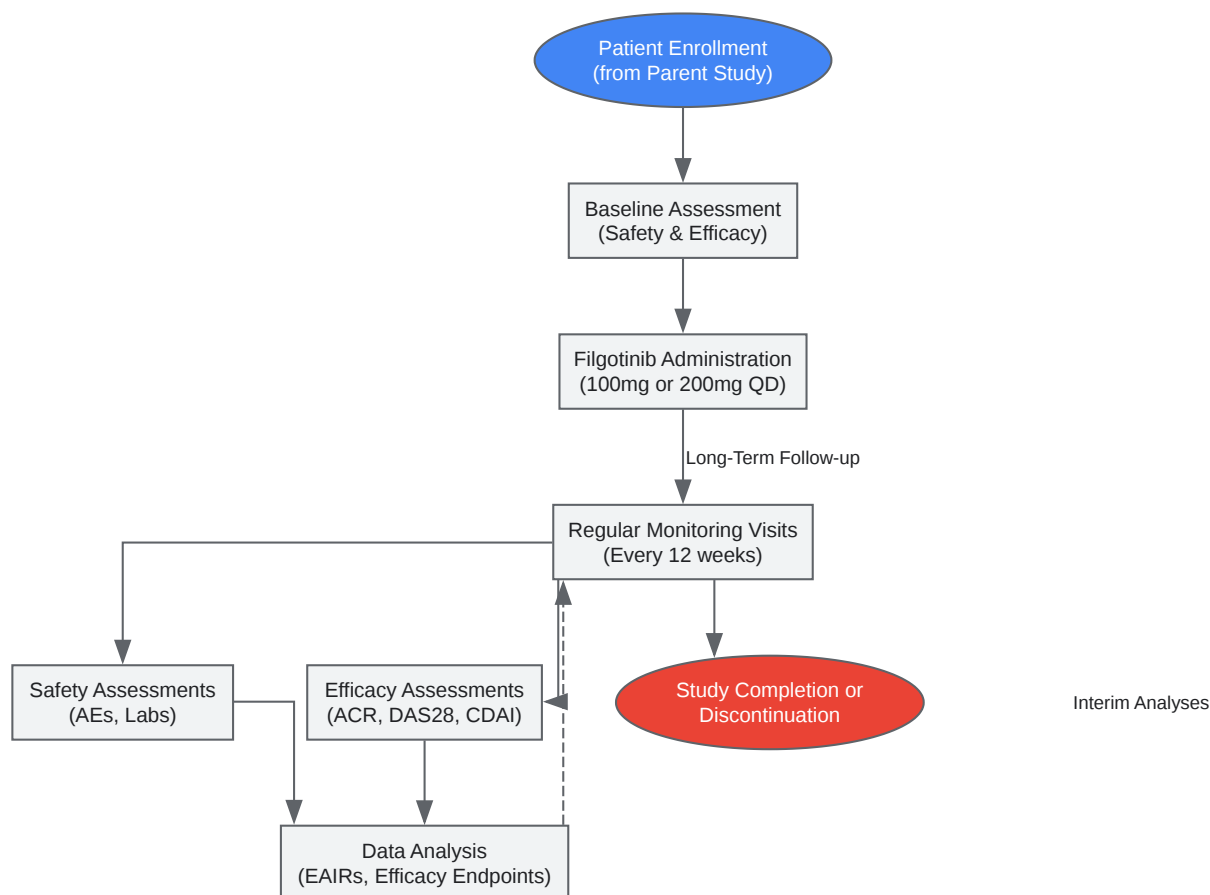 Patient Enrollment
(from Parent Study)
Baseline Assessment
(Safety & Efficacy)
Filgotinib Administration
(100mg or 200mg QD)
Long-Term Follow-up
Regular Monitoring Visits
(Every 12 weeks)
Safety Assessments
(AEs, Labs)
Efficacy Assessments
(ACR, DAS28, CDAI)
Study Completion or
Discontinuation
Interim Analyses
Data Analysis
(EAIRs, Efficacy Endpoints)